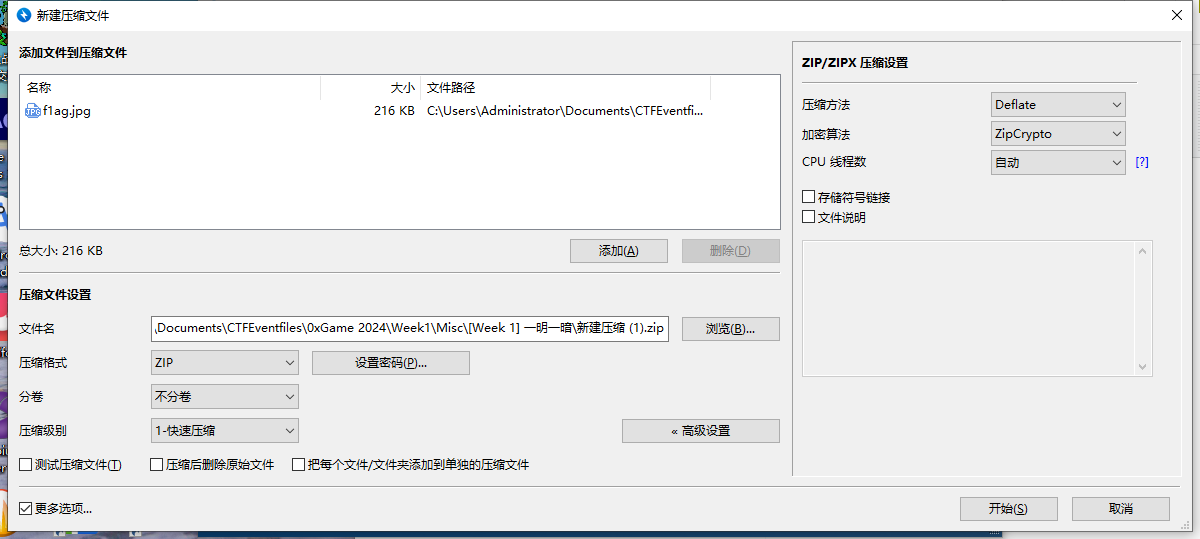 新建压缩文件
添加文件到压缩文件
名称 大小 文件路径
f1ag.jpg 216 KB C:\Users\Administrator\Documents\CTFEventfi...
总大小: 216 KB
添加(A) 删除(D)
压缩文件设置
文件名 \Documents\CTFEventfiles\0xGame 2024\Week1\Misc\[Week 1] 一明一暗\新建压缩 (1).zip 浏览(B)...
压缩格式 ZIP 设置密码(P)...
分卷 不分卷
压缩级别 1-快速压缩 « 高级设置
测试压缩文件(T) 压缩后删除原始文件 把每个文件/文件夹添加到单独的压缩文件
ZIP/ZIPX 压缩设置
压缩方法 Deflate
加密算法 ZipCrypto
CPU 线程数 自动 [?]
存储符号链接
文件说明
更多选项... 开始(S) 取消